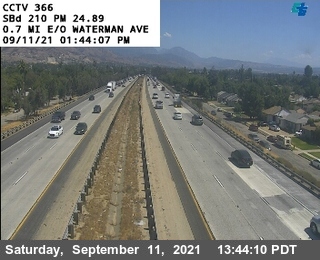 CCTV 366
SBd 210 PM 24.89
0.7 MI E/O WATERMAN AVE
09/11/21 01:44:07 PM
Saturday, September 11, 2021 13:44:10 PDT